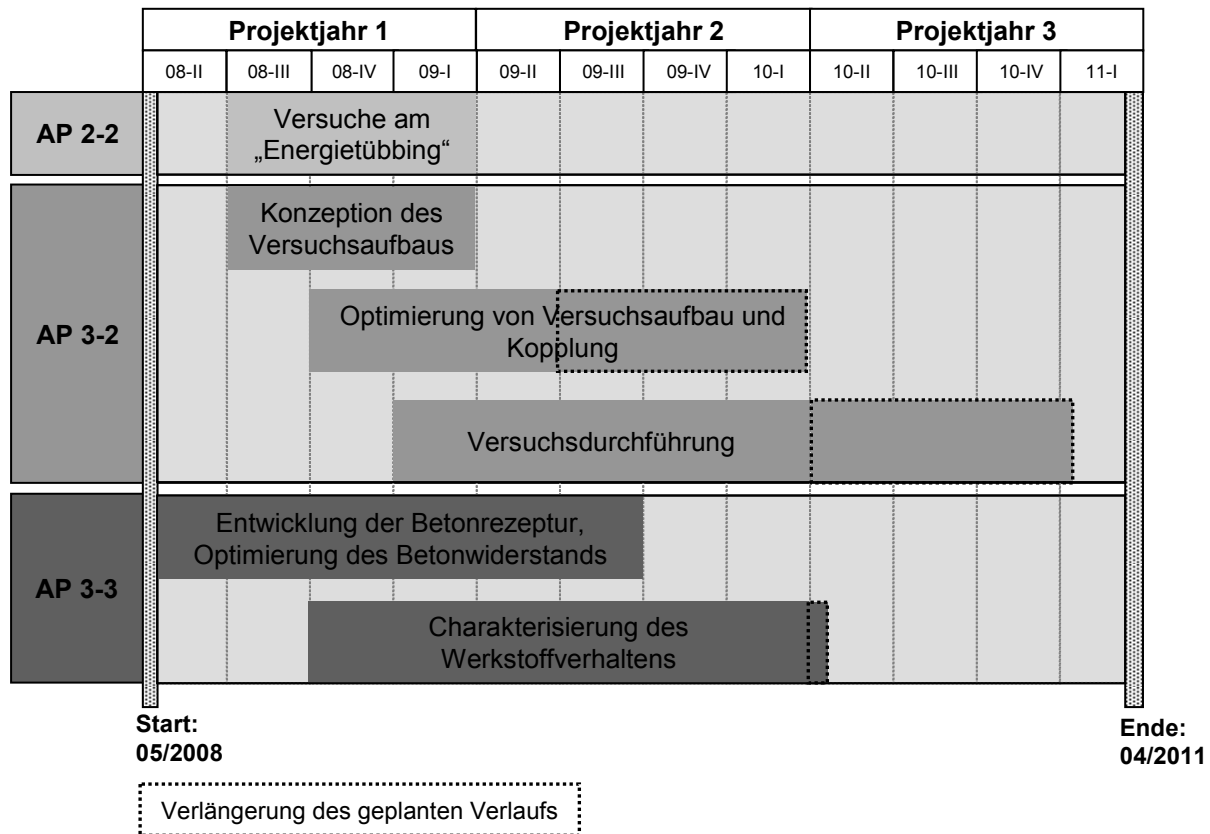 Projektjahr 1 Projektjahr 2 Projektjahr 3
08-II 08-III 08-IV 09-I 09-II 09-III 09-IV 10-I 10-II 10-III 10-IV 11-I
AP 2-2
Versuche am
„Energietübbing“
AP 3-2
Konzeption des
Versuchsaufbaus
Optimierung von Versuchsaufbau und
Kopplung
Versuchsdurchführung
AP 3-3
Entwicklung der Betonrezeptur,
Optimierung des Betonwiderstands
Charakterisierung des
Werkstoffverhaltens
Start:
05/2008
Ende:
04/2011
Verlängerung des geplanten Verlaufs